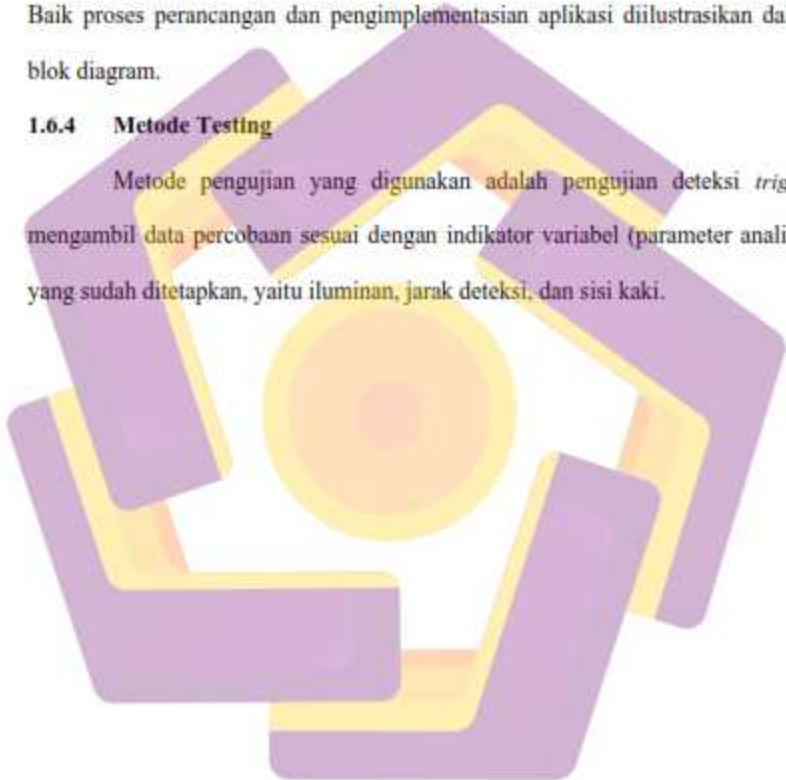 Baik proses perancangan dan pengimplementasian aplikasi diilustrasikan da
blok diagram.
1.6.4 Metode Testing
Metode pengujian yang digunakan adalah pengujian deteksi trig
mengambil data percobaan sesuai dengan indikator variabel (parameter anali
yang sudah ditetapkan, yaitu iluminan, jarak deteksi, dan sisi kaki.